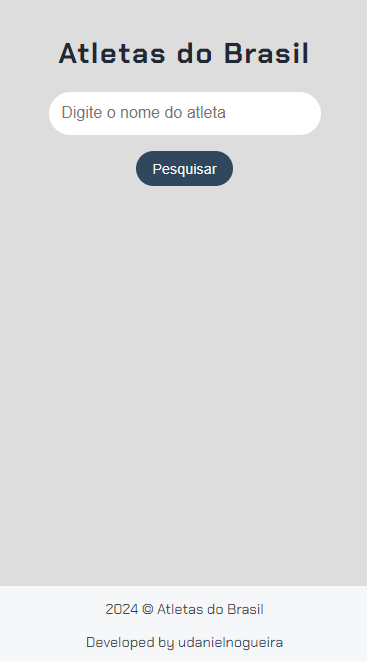 Atletas do Brasil
Digite o nome do atleta
Pesquisar
2024 © Atletas do Brasil
Developed by udanielnogueira